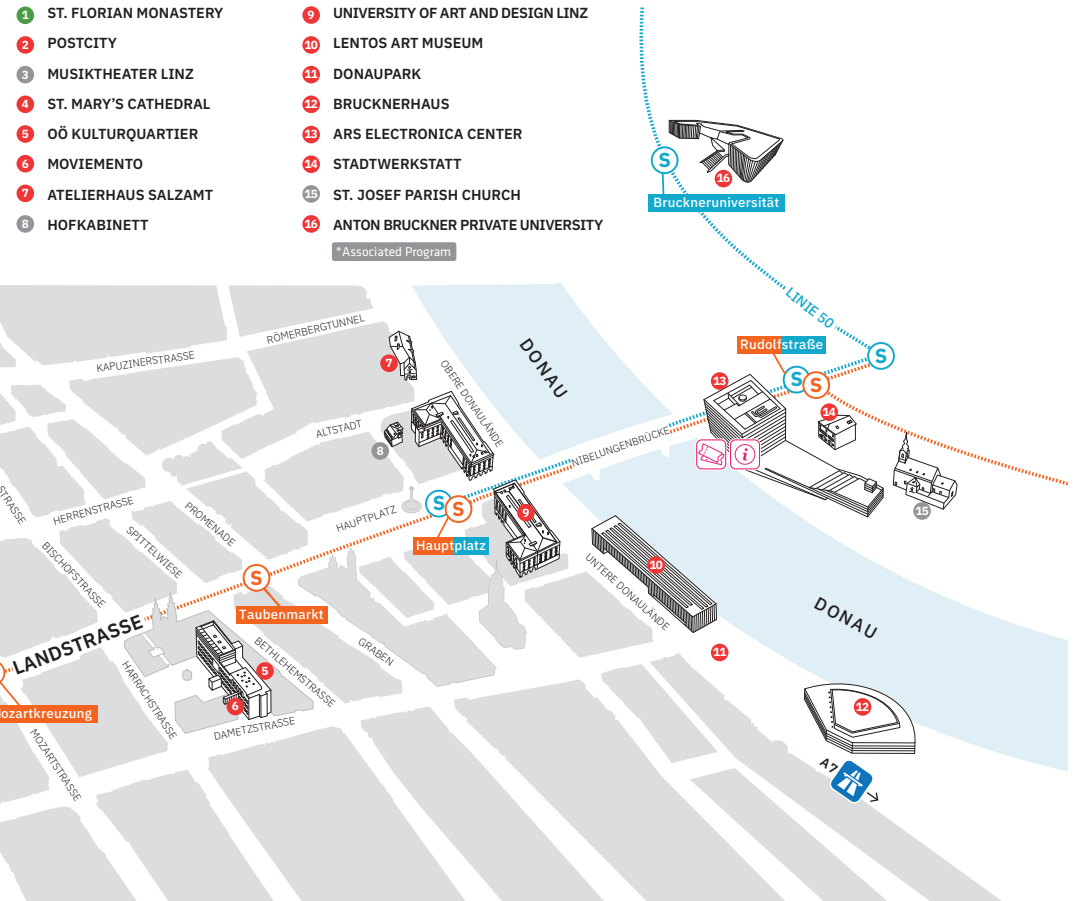 1 ST. FLORIAN MONASTERY
2 POSTCITY
3 MUSIKTHEATER LINZ
4 ST. MARY'S CATHEDRAL
5 OÖ KULTURQUARTIER
6 MOVIEMENTO
7 ATELIERHAUS SALZAMT
8 HOFKABINETT
9 UNIVERSITY OF ART AND DESIGN LINZ
10 LENTOS ART MUSEUM
11 DONAUPARK
12 BRUCKNERHAUS
13 ARS ELECTRONICA CENTER
14 STADTWERKSTATT
15 ST. JOSEF PARISH CHURCH
16 ANTON BRUCKNER PRIVATE UNIVERSITY
*Associated Program
S
16
Bruckneruniversität
LINIE 50
S
RÖMERBERGTUNNEL
KAPUZINERSTRASSE
7
OBERE DONAULÄNDE
DONAU
Rudolfstraße
S S
13
14
ALTSTADT
8
NIBELUNGENBRÜCKE
i
15
STRASSE
HERRENSTRASSE
PROMENADE
HAUPTPLATZ
S S
9
Hauptplatz
SPITTELWIESE
BISCHOFSTRASSE
10
UNTERE DONAULÄNDE
S
Taubenmarkt
DONAU
LANDSTRASSE
GRABEN
BETHLEHEMSTRASSE
HARRACHSTRASSE
5
6
11
ozartkreuzung
12
DAMETZSTRASSE
MOZARTSTRASSE
A7